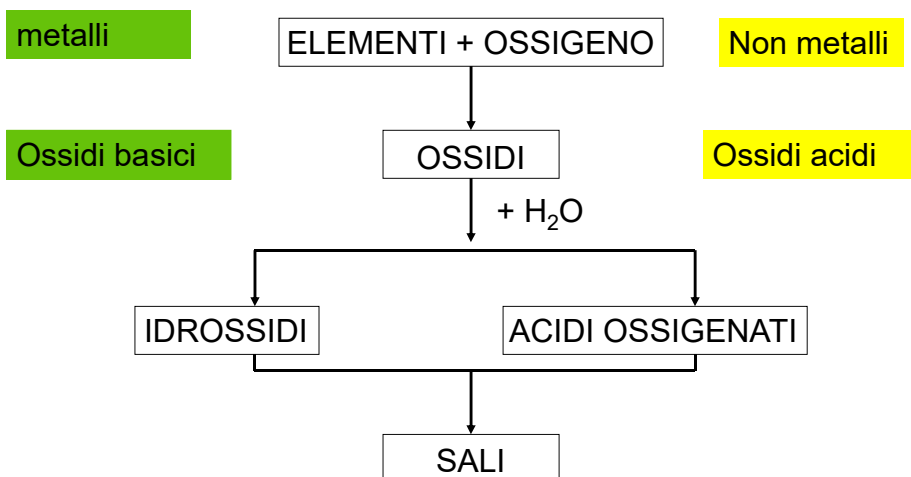 metalli
ELEMENTI + OSSIGENO
Non metalli
Ossidi basici
OSSIDI
Ossidi acidi
+ H₂O
IDROSSIDI
ACIDI OSSIGENATI
SALI